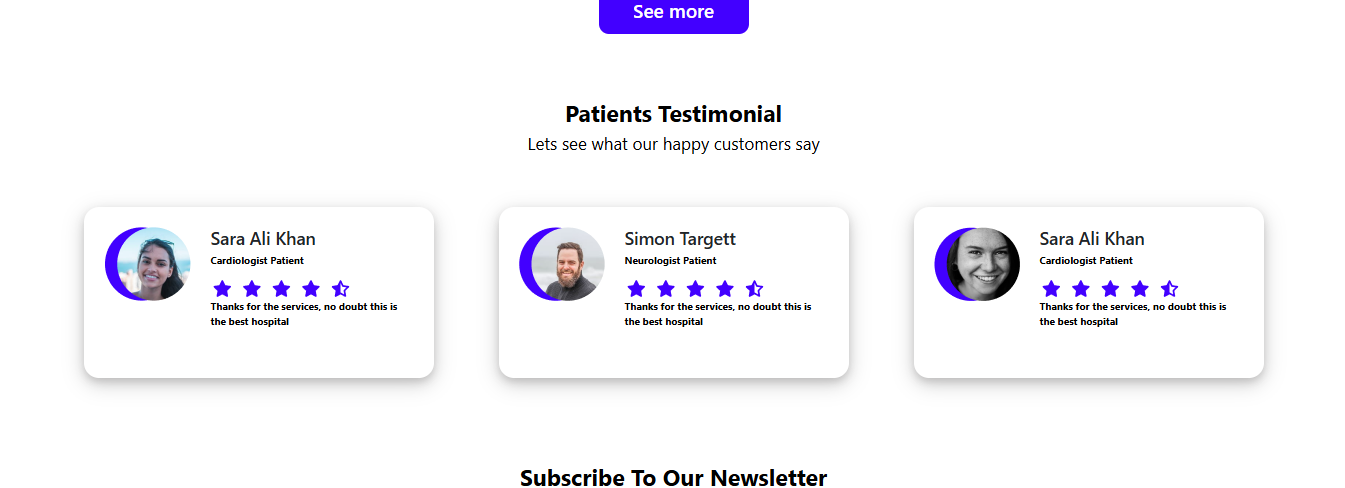 See more
Patients Testimonial
Lets see what our happy customers say
Sara Ali Khan
Cardiologist Patient
Thanks for the services, no doubt this is
the best hospital
Simon Targett
Neurologist Patient
Thanks for the services, no doubt this is
the best hospital
Sara Ali Khan
Cardiologist Patient
Thanks for the services, no doubt this is
the best hospital
Subscribe To Our Newsletter